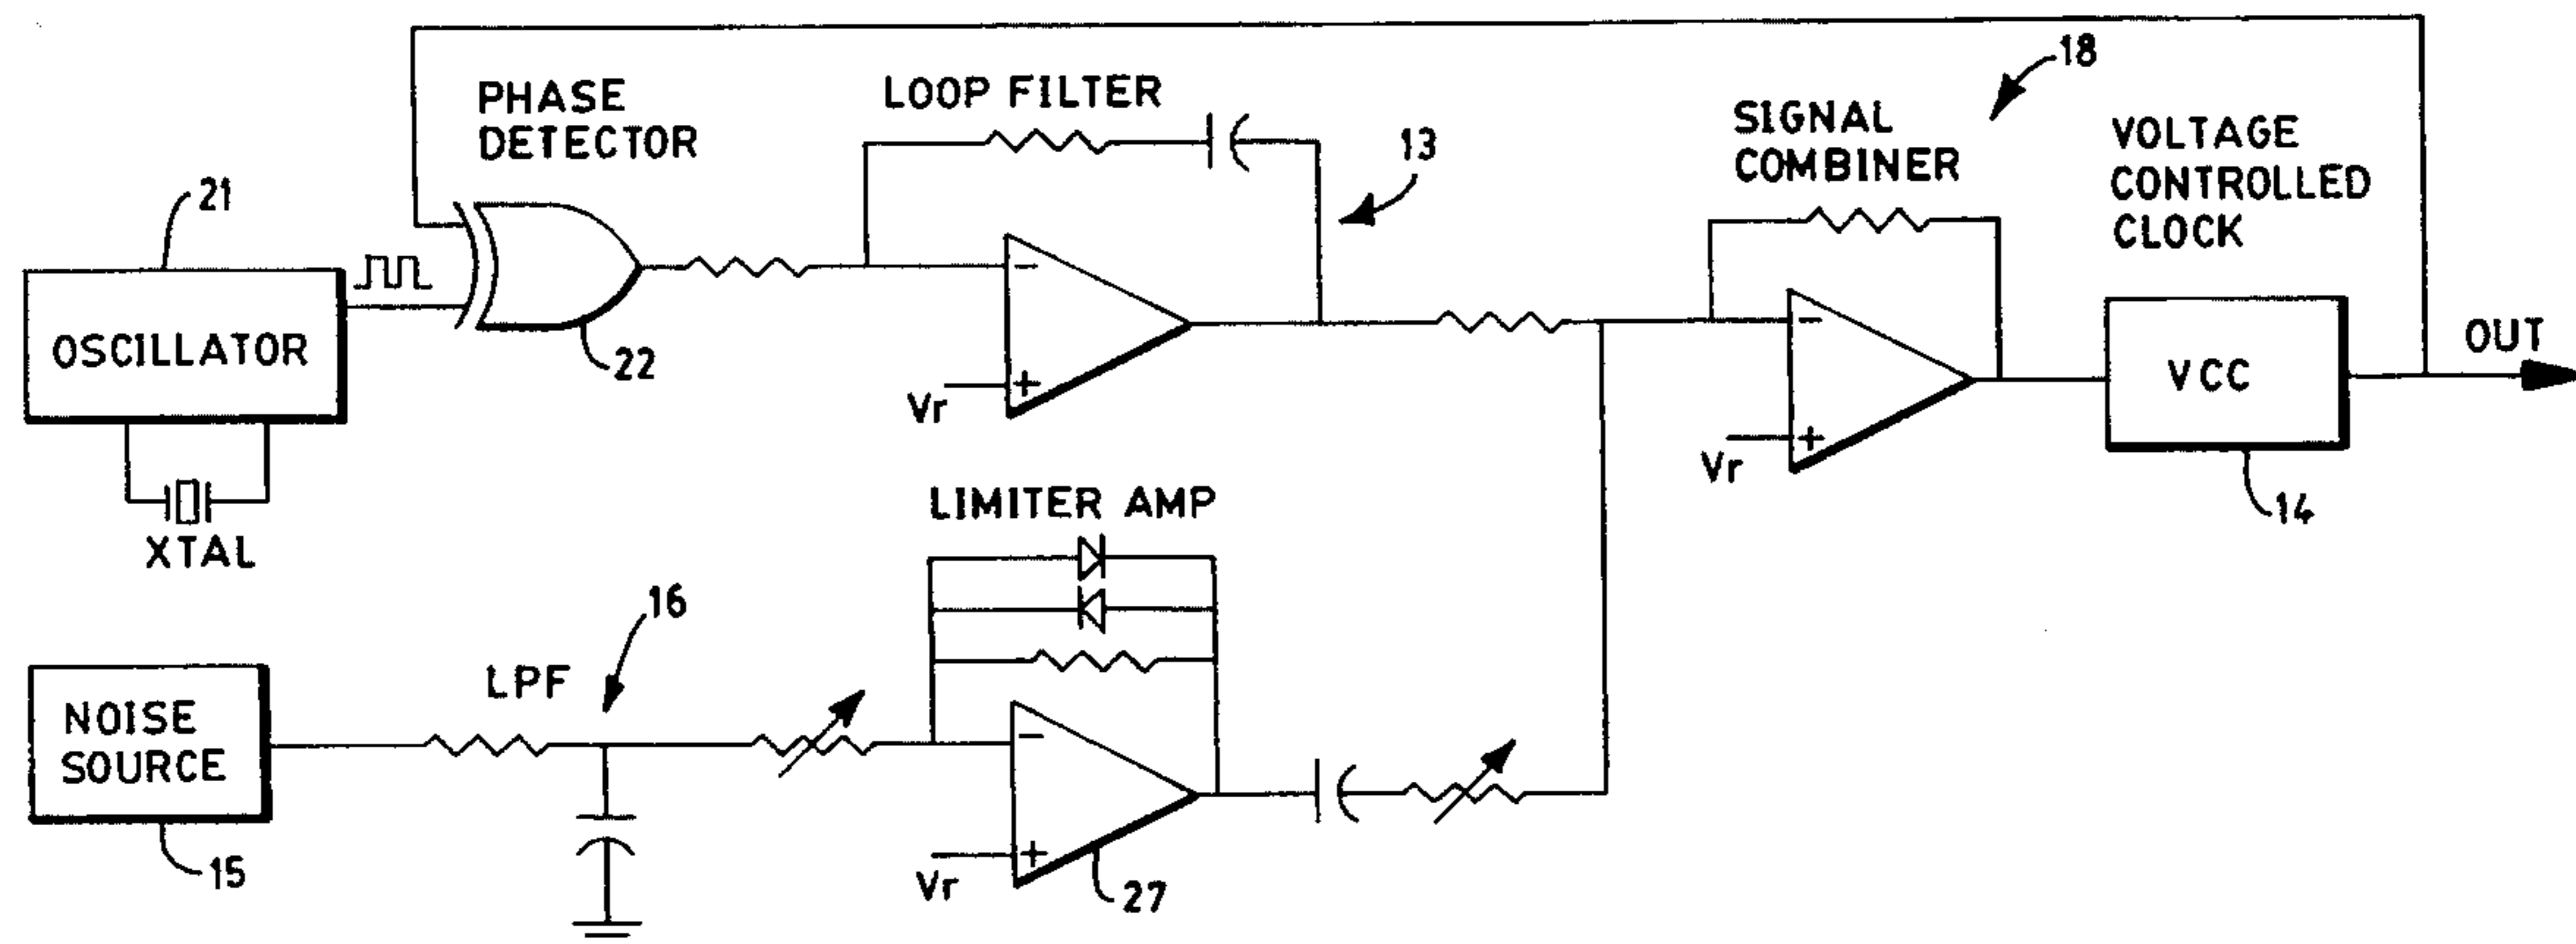 18
PHASE
DETECTOR
LOOP FILTER
SIGNAL
COMBINER
VOLTAGE
CONTROLLED
CLOCK
13
21
OSCILLATOR
22
-
+
Vr
-
+
Vr
VCC
OUT
14
XTAL
LIMITER AMP
16
LPF
NOISE
SOURCE
15
-
+
Vr
27